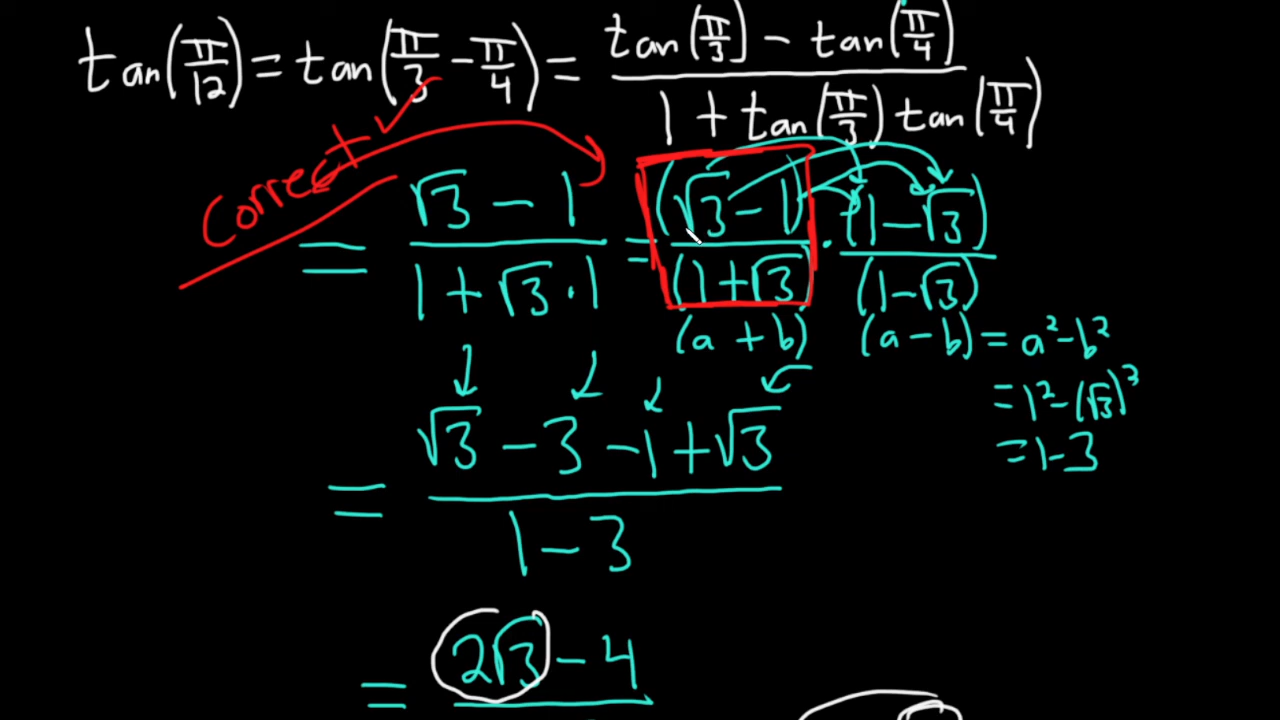 tan(π/12) = tan(π/3 − π/4) = (tan(π/3) − tan(π/4)) / (1 + tan(π/3) tan(π/4))
Correct ✓
= (√3 − 1) / (1 + √3 · 1) = (√3 − 1) / (1 + √3) · (1 − √3) / (1 − √3)
(a + b) (a − b) = a² − b²
= 1² − (√3)²
= 1 − 3
= (√3 − 3 − 1 + √3) / (1 − 3)
= 2√3 − 4